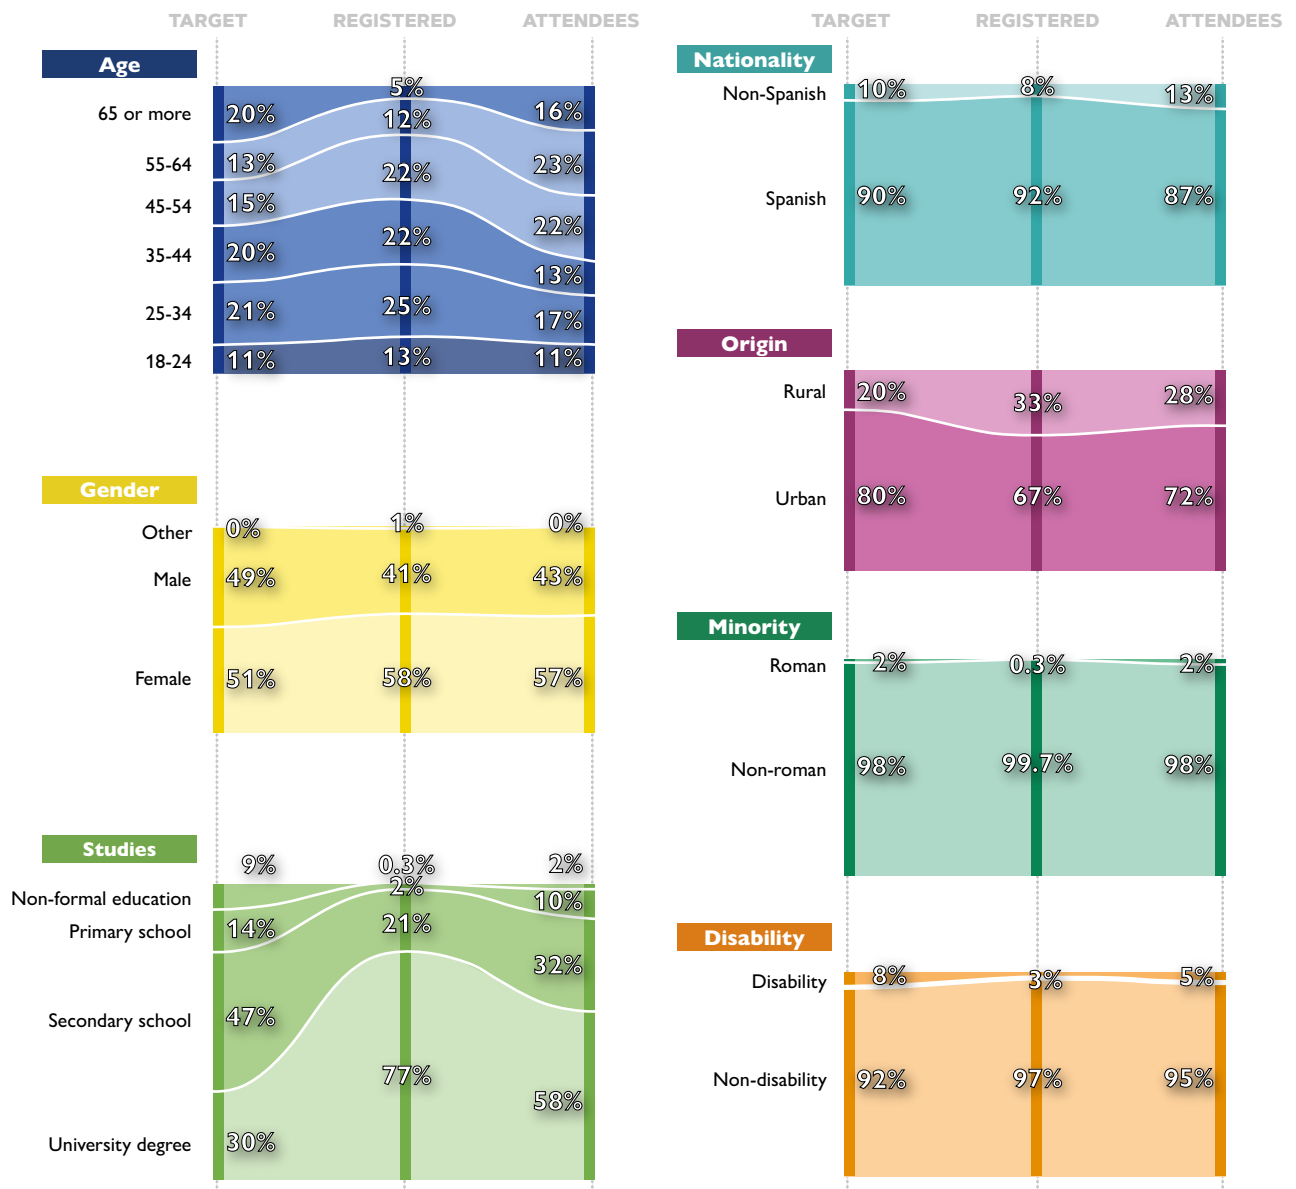 TARGET REGISTERED ATTENDEES
Age
65 or more 20% 5% 16%
55-64 13% 12% 23%
45-54 15% 22% 22%
35-44 20% 22% 13%
25-34 21% 25% 17%
18-24 11% 13% 11%
Gender
Other 0% 1% 0%
Male 49% 41% 43%
Female 51% 58% 57%
Studies
Non-formal education 9% 0.3% 2%
Primary school 14% 2% 10%
Secondary school 47% 21% 32%
University degree 30% 77% 58%
TARGET REGISTERED ATTENDEES
Nationality
Non-Spanish 10% 8% 13%
Spanish 90% 92% 87%
Origin
Rural 20% 33% 28%
Urban 80% 67% 72%
Minority
Roman 2% 0.3% 2%
Non-roman 98% 99.7% 98%
Disability
Disability 8% 3% 5%
Non-disability 92% 97% 95%